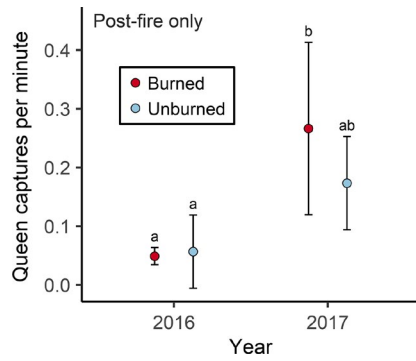 Post-fire only
Queen captures per minute
0.4
0.3
0.2
0.1
0.0
Burned
Unburned
a
a
b
ab
2016
2017
Year